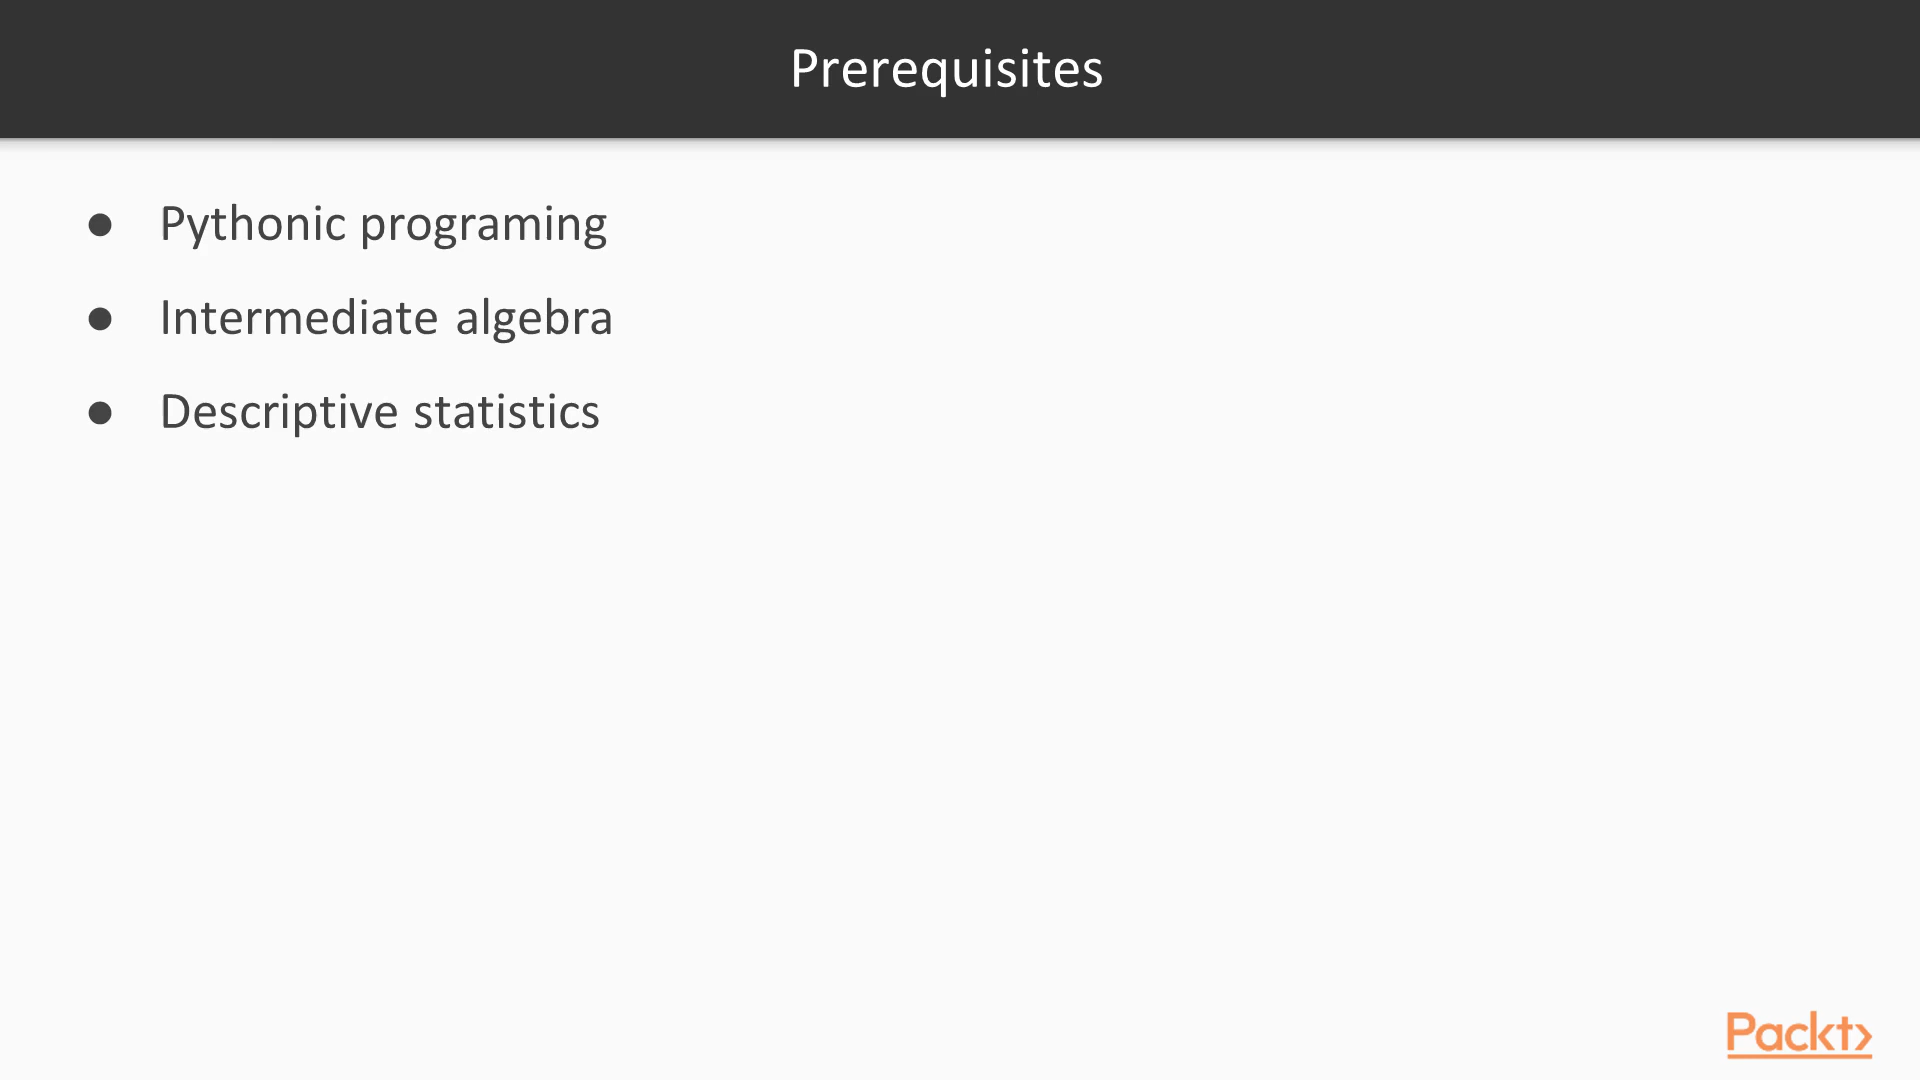 Prerequisites
● Pythonic programing
● Intermediate algebra
● Descriptive statistics
Packt>